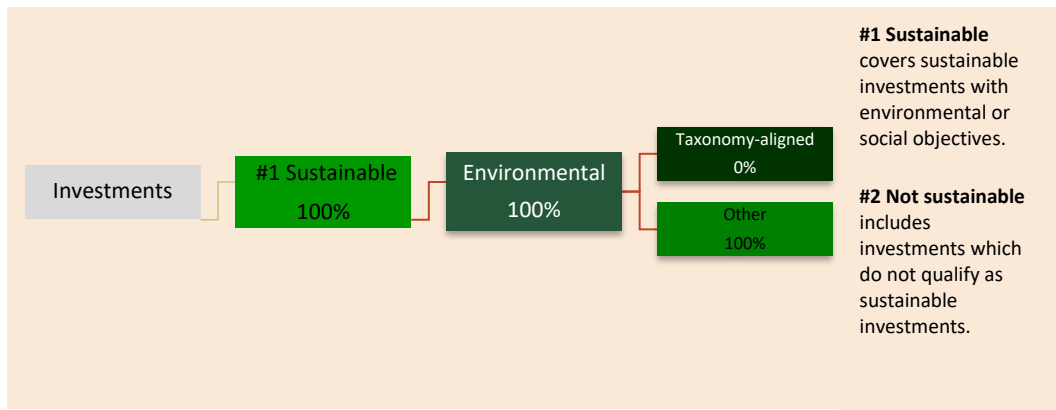 Investments
#1 Sustainable
100%
Environmental
100%
Taxonomy-aligned
0%
Other
100%
#1 Sustainable
covers sustainable
investments with
environmental or
social objectives.
#2 Not sustainable
includes
investments which
do not qualify as
sustainable
investments.